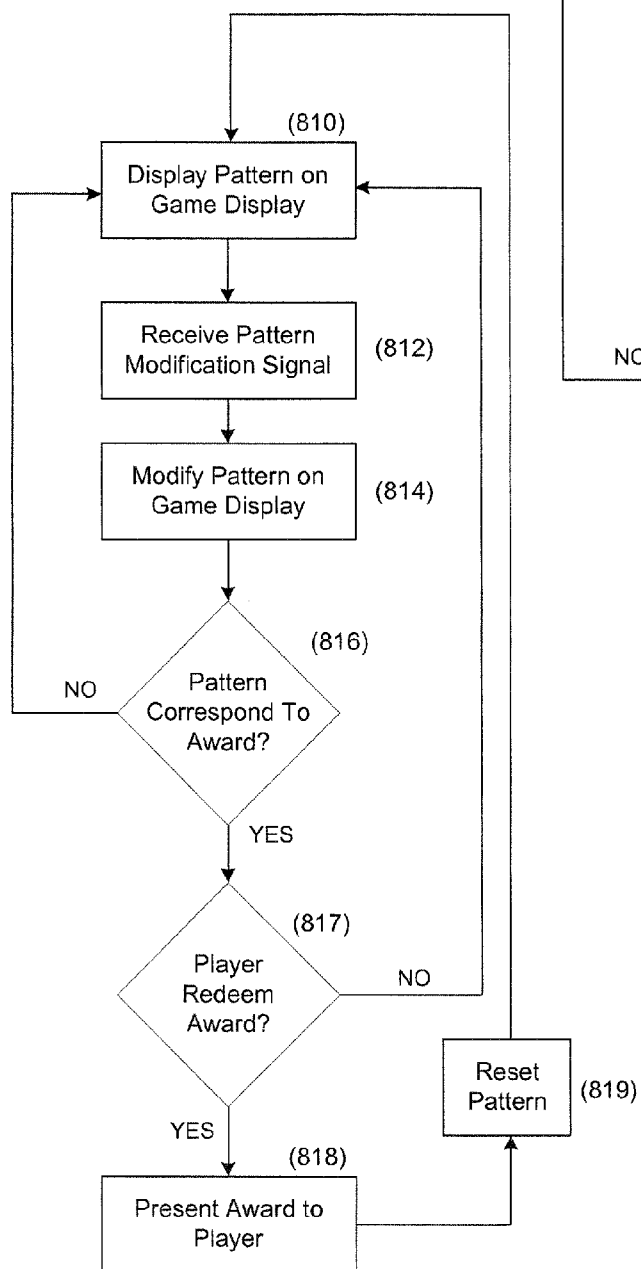 (810)
Display Pattern on
Game Display
Receive Pattern
Modification Signal
(812)
NO
Modify Pattern on
Game Display
(814)
(816)
Pattern
Correspond To
Award?
NO
YES
(817)
Player
Redeem
Award?
NO
YES
Reset
Pattern
(819)
(818)
Present Award to
Player